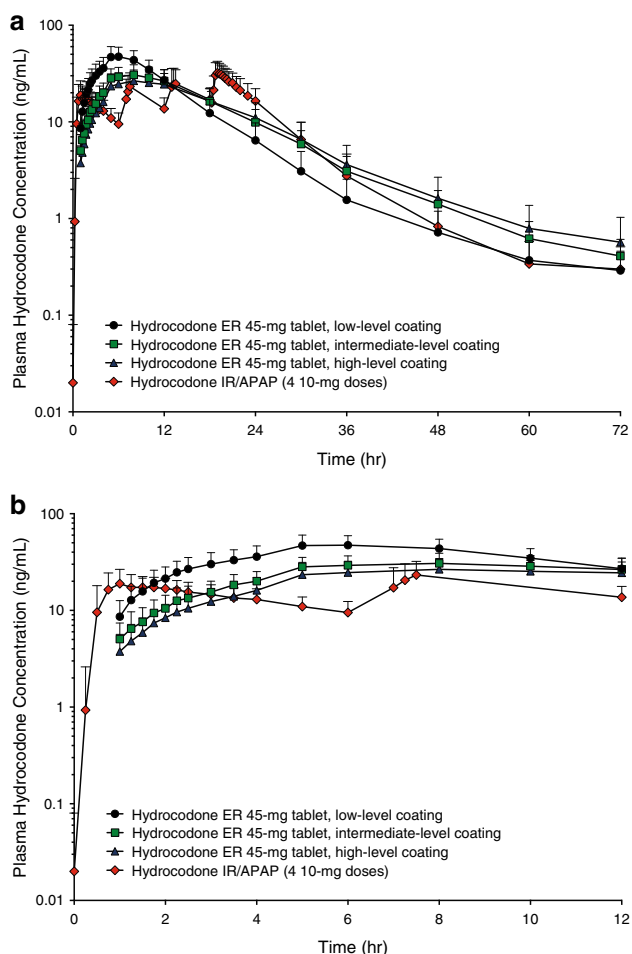 a
Plasma Hydrocodone Concentration (ng/mL)
100
10
1
0.1
0.01
Hydrocodone ER 45-mg tablet, low-level coating
Hydrocodone ER 45-mg tablet, intermediate-level coating
Hydrocodone ER 45-mg tablet, high-level coating
Hydrocodone IR/APAP (4 10-mg doses)
0 12 24 36 48 60 72
Time (hr)
b
Plasma Hydrocodone Concentration (ng/mL)
100
10
1
0.1
0.01
Hydrocodone ER 45-mg tablet, low-level coating
Hydrocodone ER 45-mg tablet, intermediate-level coating
Hydrocodone ER 45-mg tablet, high-level coating
Hydrocodone IR/APAP (4 10-mg doses)
0 2 4 6 8 10 12
Time (hr)